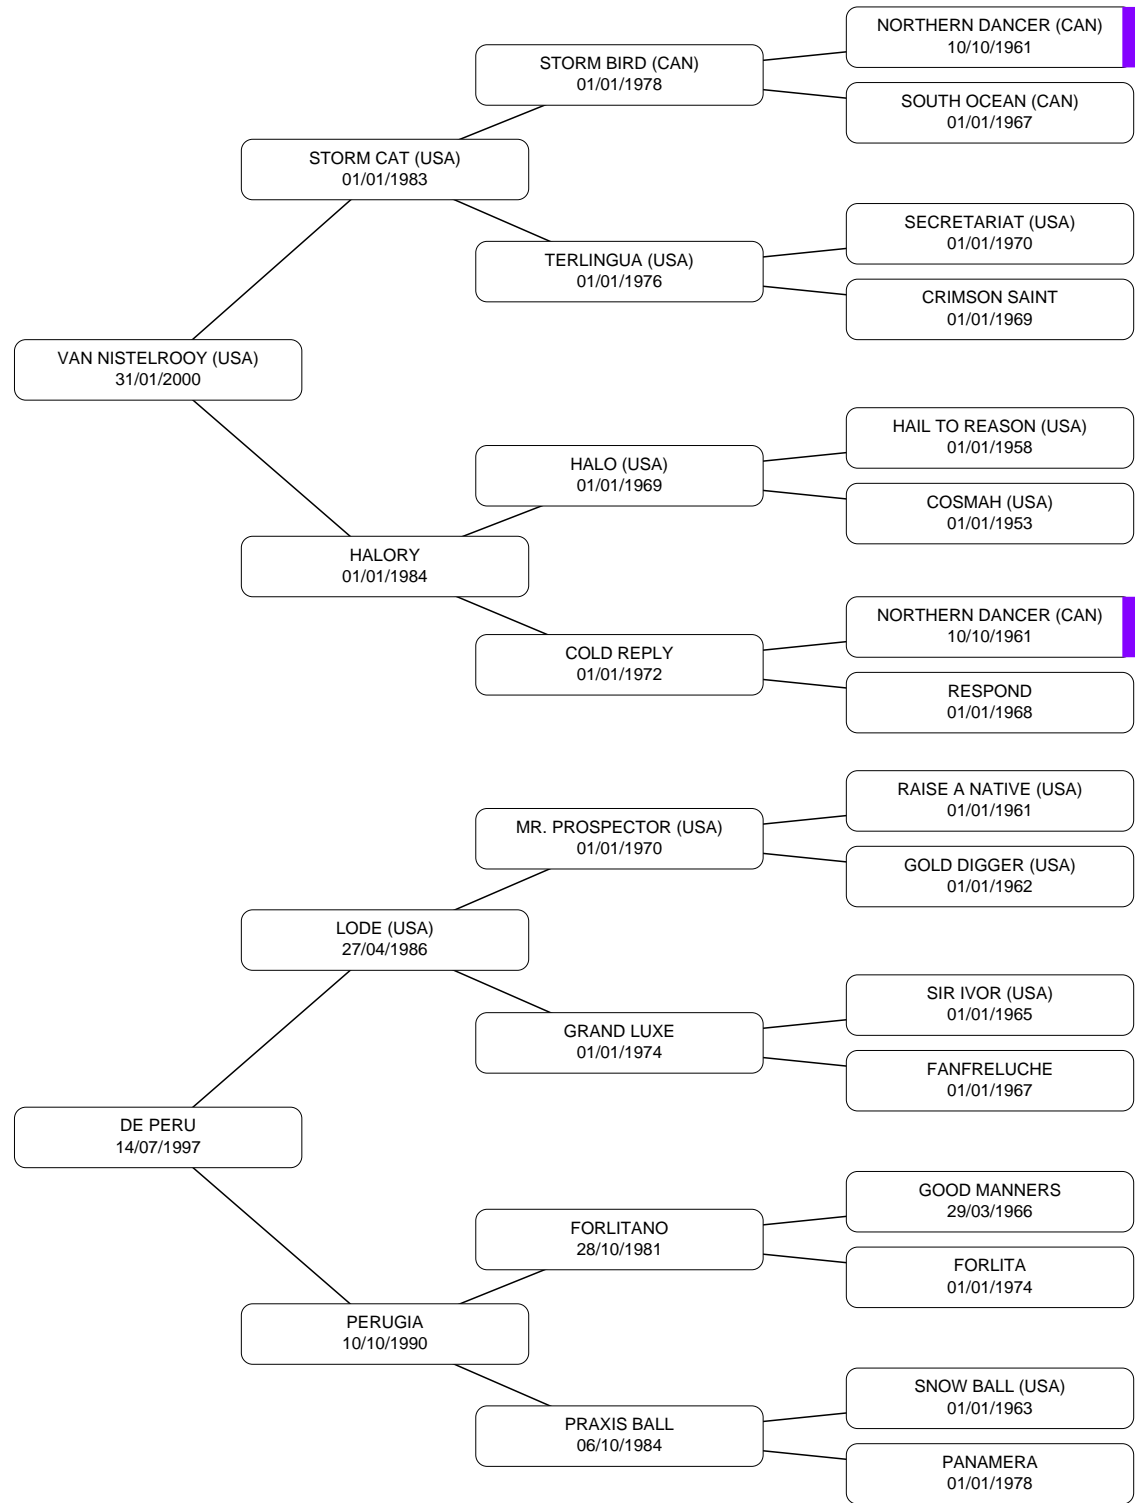 NORTHERN DANCER (CAN)
10/10/1961
STORM BIRD (CAN)
01/01/1978
SOUTH OCEAN (CAN)
01/01/1967
STORM CAT (USA)
01/01/1983
SECRETARIAT (USA)
01/01/1970
TERLINGUA (USA)
01/01/1976
CRIMSON SAINT
01/01/1969
VAN NISTELROOY (USA)
31/01/2000
HAIL TO REASON (USA)
01/01/1958
HALO (USA)
01/01/1969
COSMAH (USA)
01/01/1953
HALORY
01/01/1984
NORTHERN DANCER (CAN)
10/10/1961
COLD REPLY
01/01/1972
RESPOND
01/01/1968
RAISE A NATIVE (USA)
01/01/1961
MR. PROSPECTOR (USA)
01/01/1970
GOLD DIGGER (USA)
01/01/1962
LODE (USA)
27/04/1986
SIR IVOR (USA)
01/01/1965
GRAND LUXE
01/01/1974
FANFRELUCHE
01/01/1967
DE PERU
14/07/1997
GOOD MANNERS
29/03/1966
FORLITANO
28/10/1981
FORLITA
01/01/1974
PERUGIA
10/10/1990
SNOW BALL (USA)
01/01/1963
PRAXIS BALL
06/10/1984
PANAMERA
01/01/1978